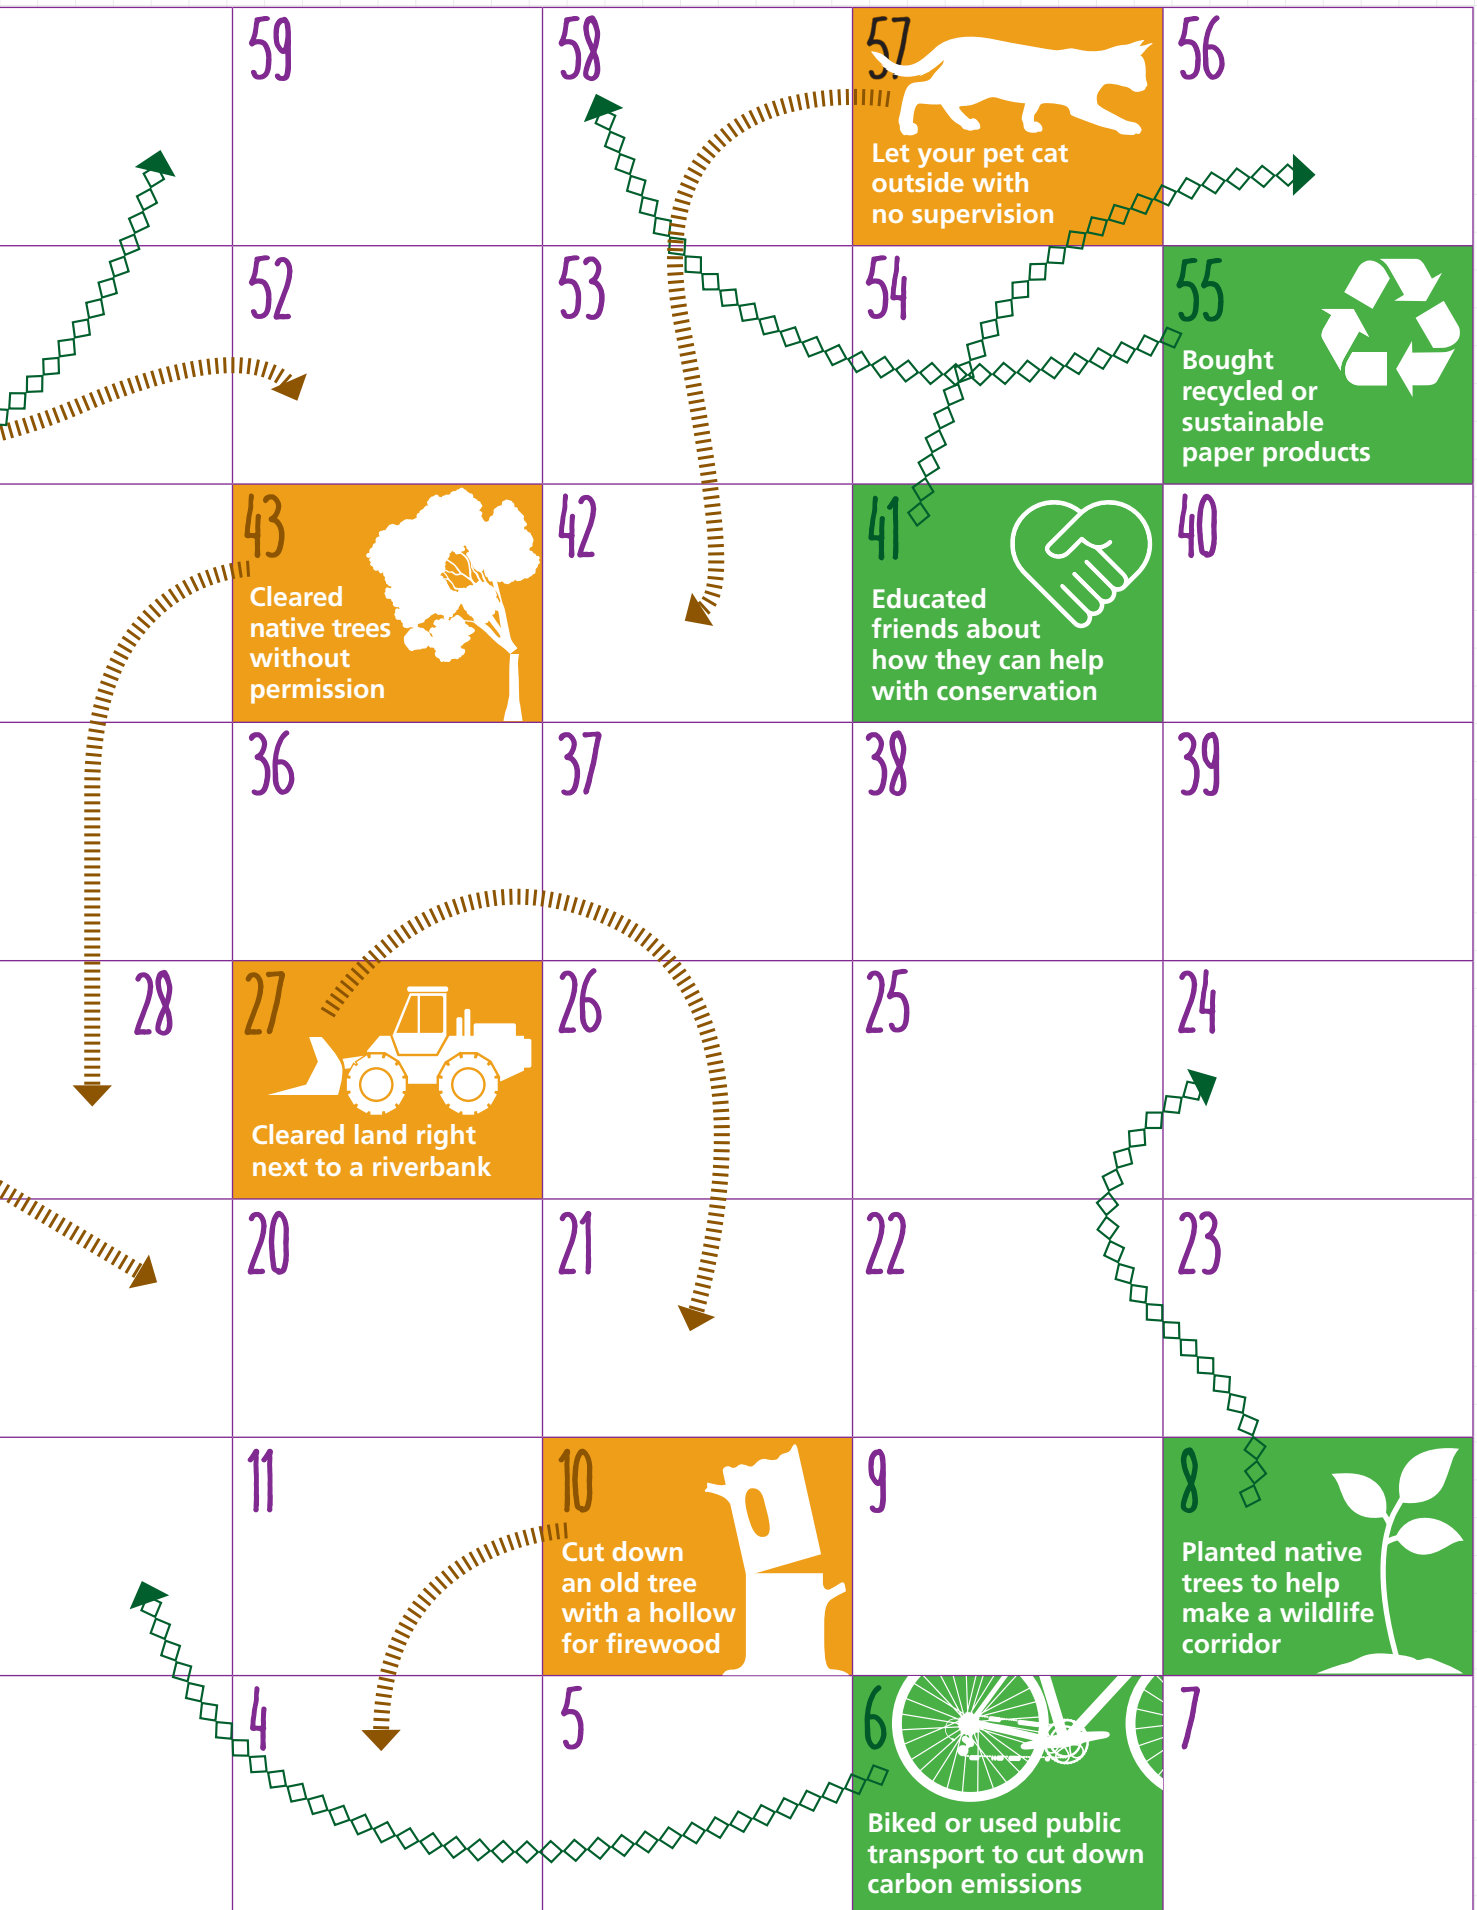 59
58
57
Let your pet cat
outside with
no supervision
56
52
53
54
55
Bought
recycled or
sustainable
paper products
43
Cleared
native trees
without
permission
42
41
Educated
friends about
how they can help
with conservation
40
36
37
38
39
28
27
Cleared land right
next to a riverbank
26
25
24
20
21
22
23
11
10
Cut down
an old tree
with a hollow
for firewood
9
8
Planted native
trees to help
make a wildlife
corridor
4
5
6
Biked or used public
transport to cut down
carbon emissions
7